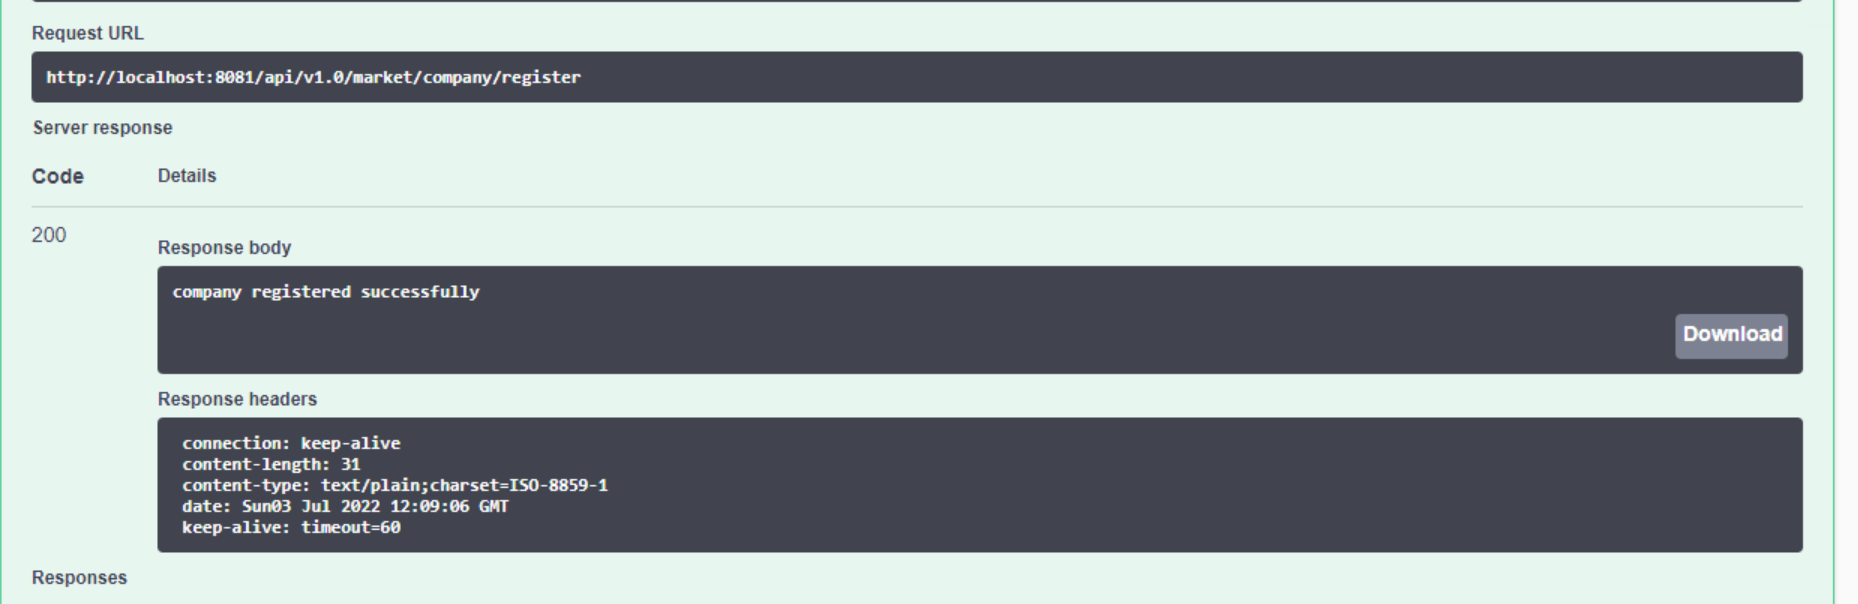 Request URL
http://localhost:8081/api/v1.0/market/company/register
Server response
Code Details
200
Response body
company registered successfully
Download
Response headers
connection: keep-alive
content-length: 31
content-type: text/plain;charset=ISO-8859-1
date: Sun03 Jul 2022 12:09:06 GMT
keep-alive: timeout=60
Responses